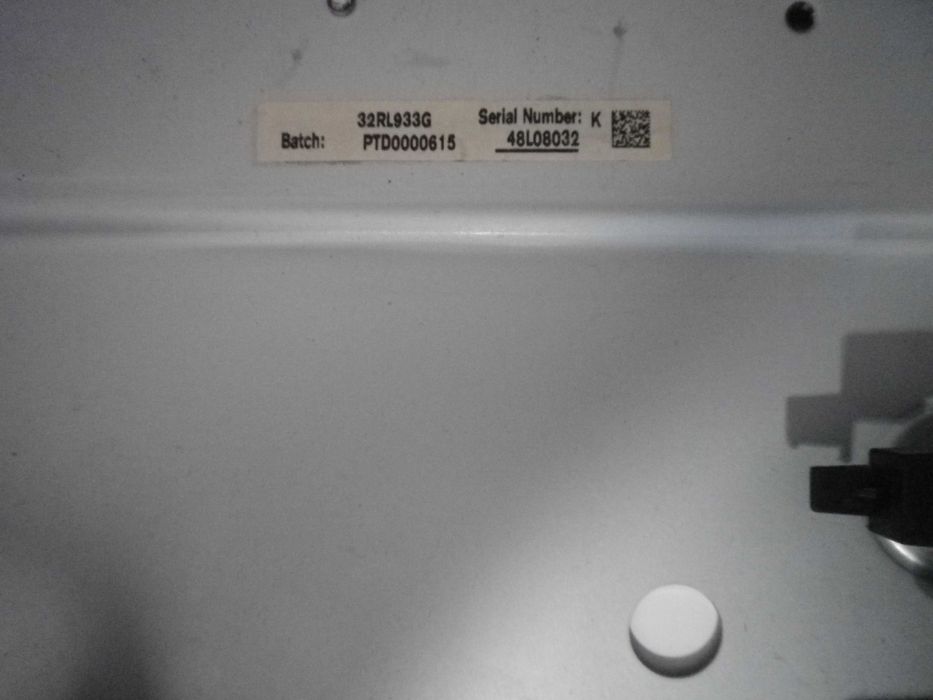 32RL933G
Batch: PTD0000615
Serial Number: K
48L08032